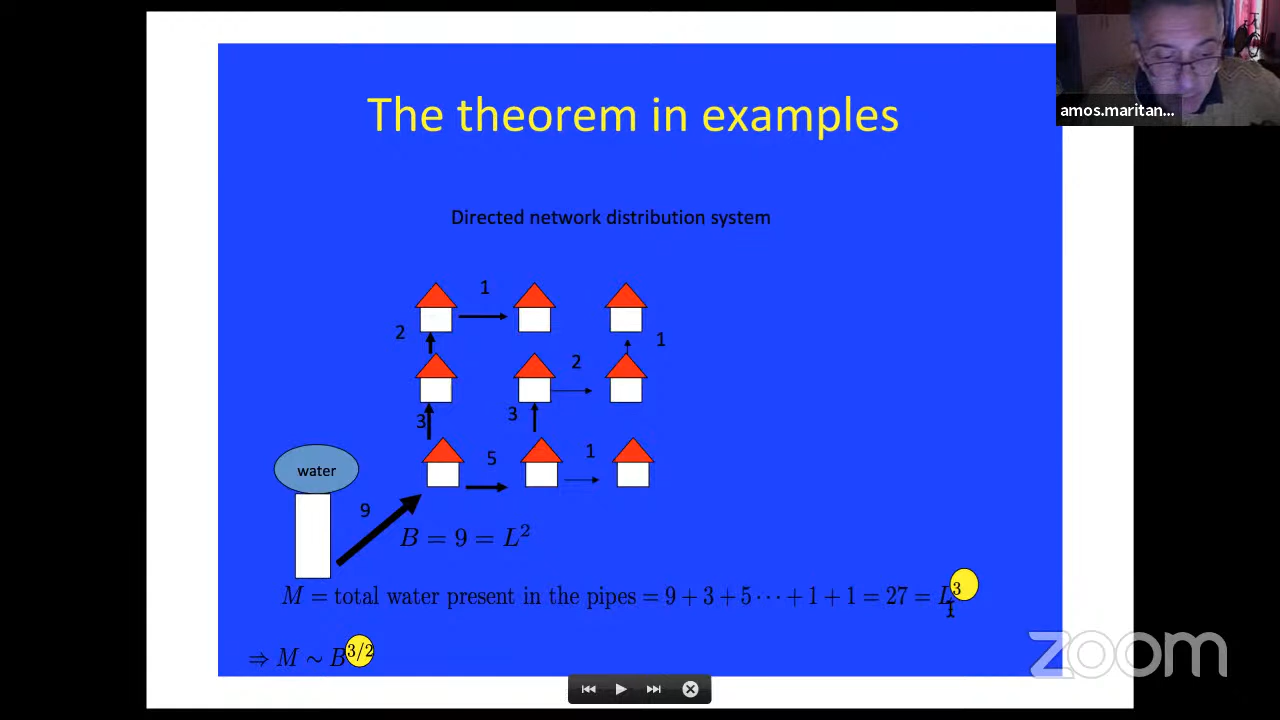 The theorem in examples
amos.maritan...
Directed network distribution system
1
2
1
2
3
3
5
1
water
9
B = 9 = L²
M = total water present in the pipes = 9 + 3 + 5 ⋯ + 1 + 1 = 27 = L³
⇒ M ∼ B^{3/2}
zoom